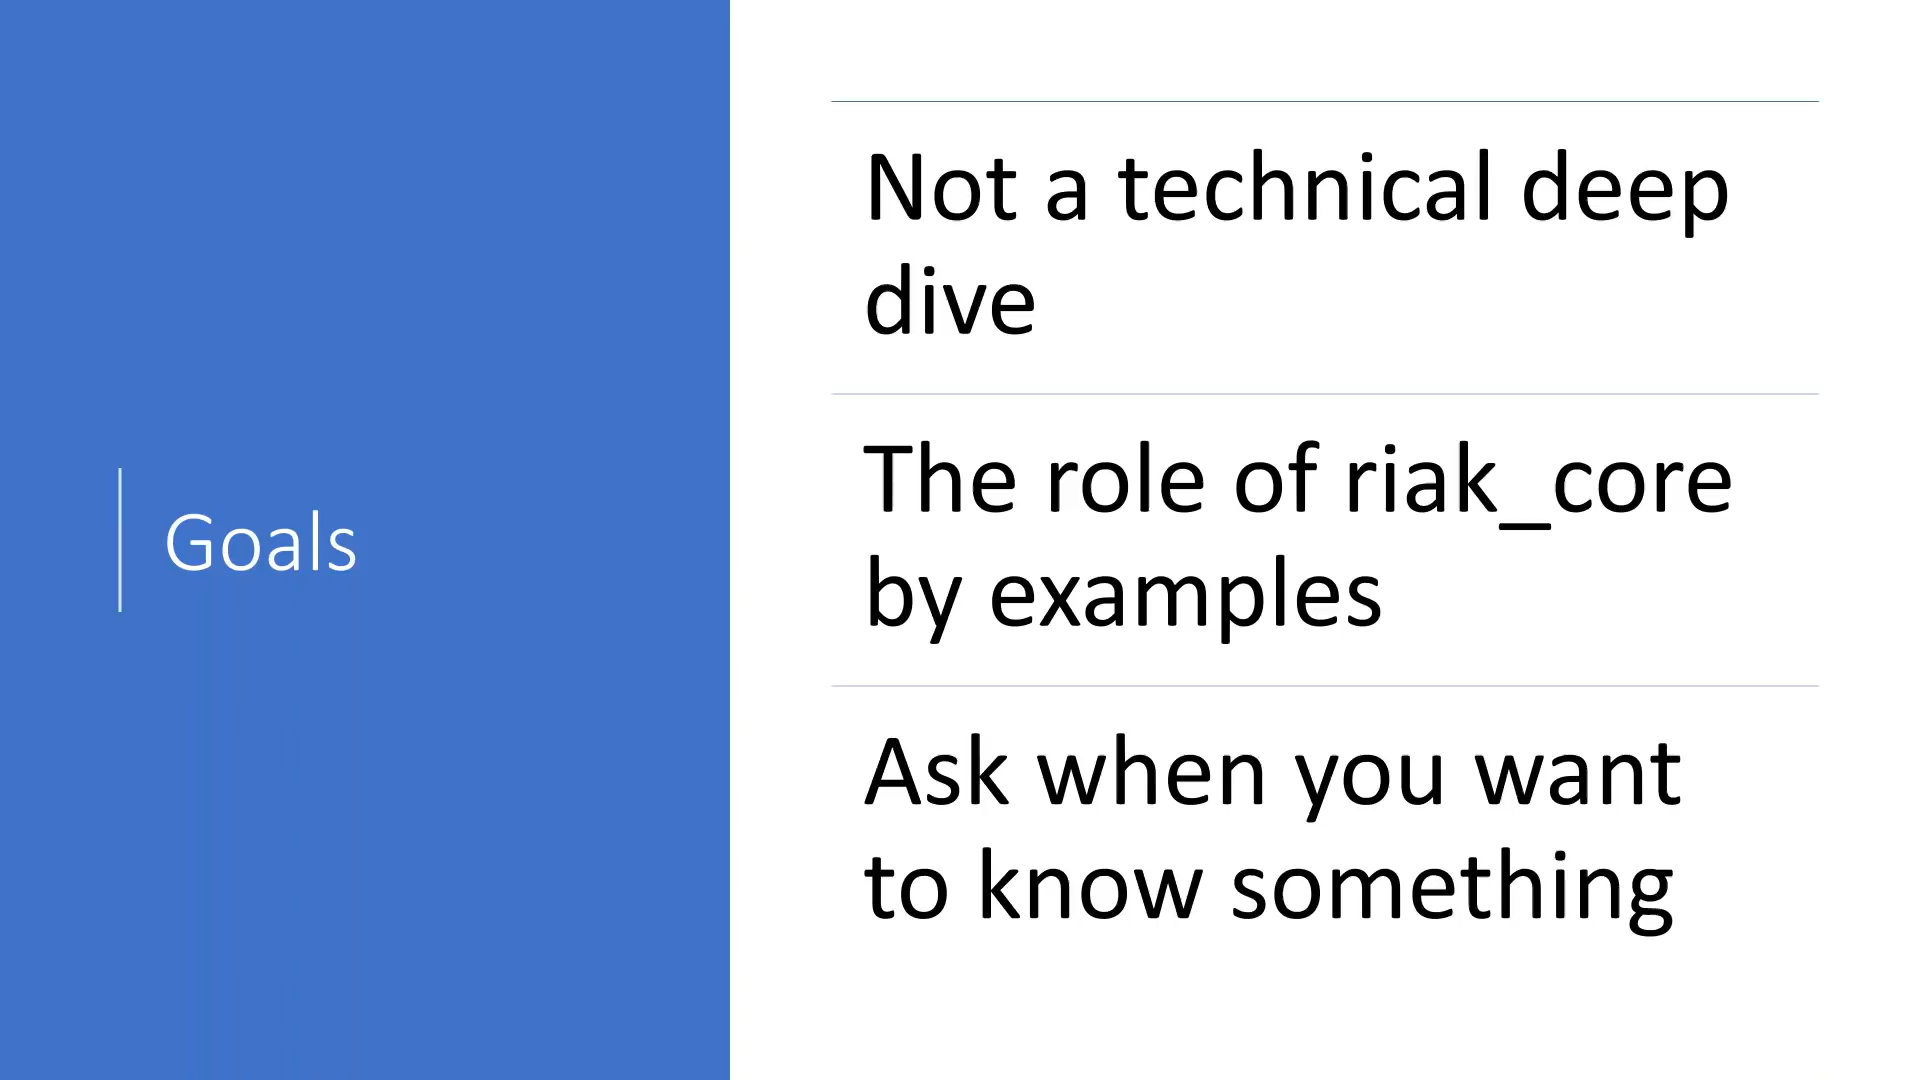 Goals
Not a technical deep
dive
The role of riak_core
by examples
Ask when you want
to know something